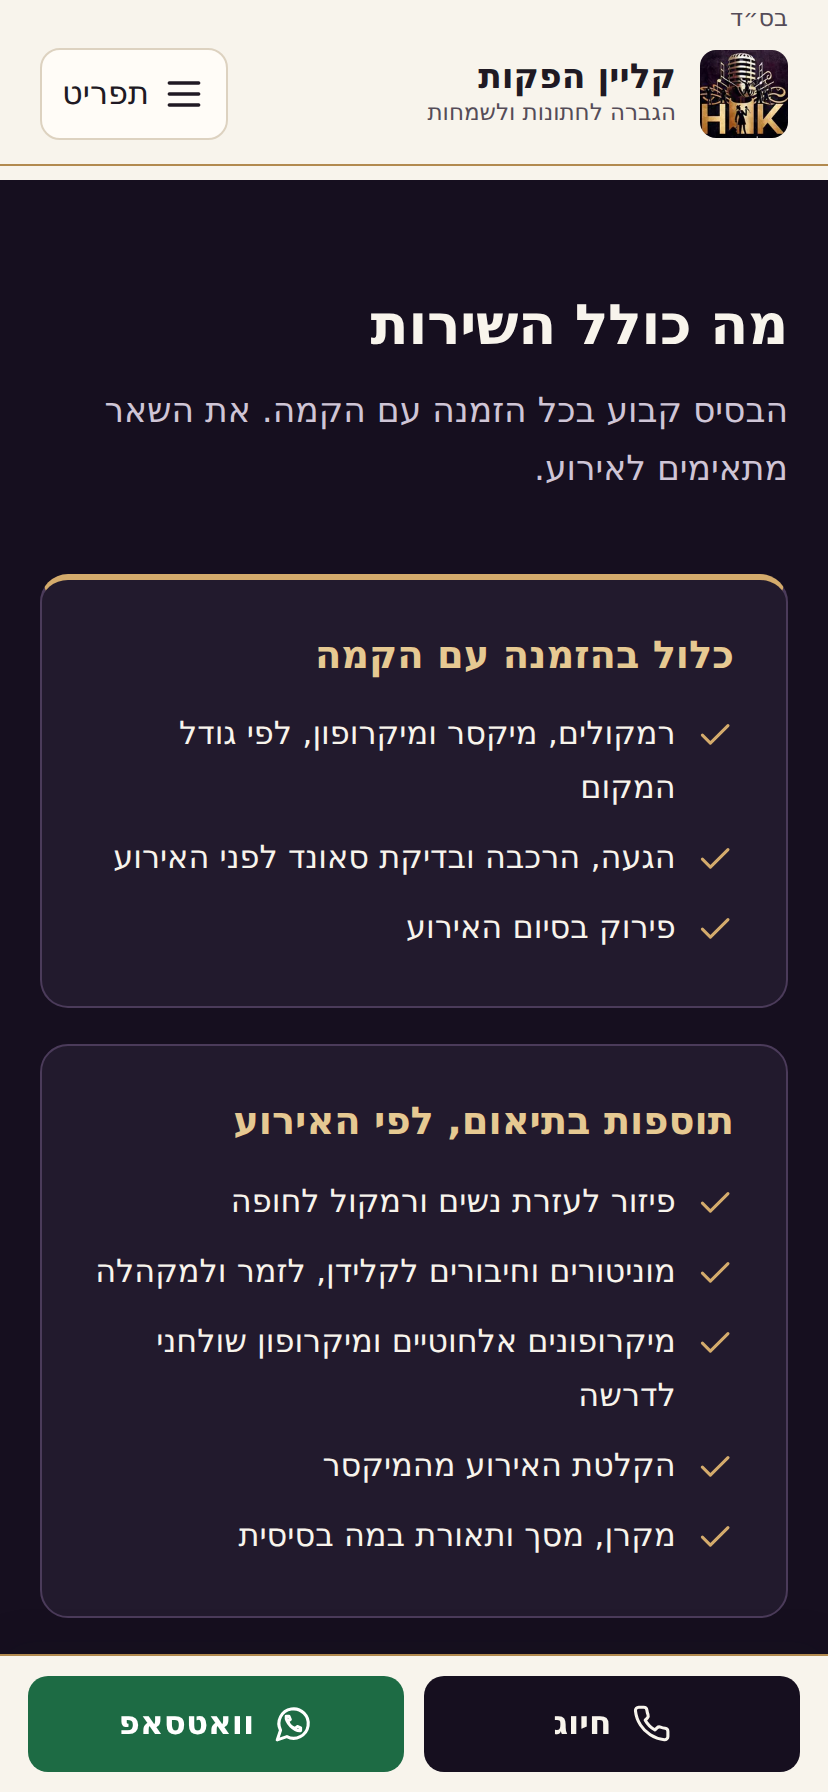 בס״ד
קליין הפקות
הגברה לחתונות ולשמחות
HK
תפריט
מה כולל השירות
הבסיס קבוע בכל הזמנה עם הקמה. את השאר
מתאימים לאירוע.
כלול בהזמנה עם הקמה
רמקולים, מיקסר ומיקרופון, לפי גודל
המקום
הגעה, הרכבה ובדיקת סאונד לפני האירוע
פירוק בסיום האירוע
תוספות בתיאום, לפי האירוע
פיזור לעזרת נשים ורמקול לחופה
מוניטורים וחיבורים לקלידן, לזמר ולמקהלה
מיקרופונים אלחוטיים ומיקרופון שולחני
לדרשה
הקלטת האירוע מהמיקסר
מקרן, מסך ותאורת במה בסיסית
חיוג
וואטסאפ